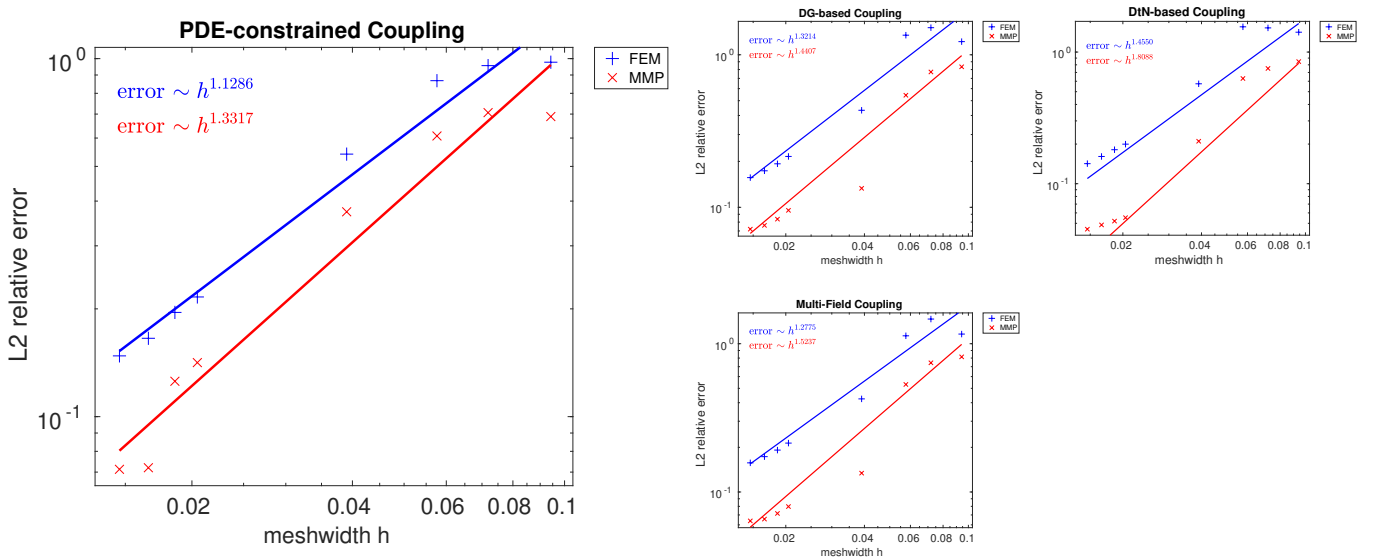 PDE-constrained Coupling
10^0
10^-1
L2 relative error
error ∼ h^1.1286
error ∼ h^1.3317
FEM
MMP
0.02 0.04 0.06 0.08 0.1
meshwidth h
DG-based Coupling
10^0
10^-1
L2 relative error
error ∼ h^1.3214
error ∼ h^1.4407
FEM
MMP
0.02 0.04 0.06 0.08 0.1
meshwidth h
DtN-based Coupling
10^0
10^-1
L2 relative error
error ∼ h^1.4550
error ∼ h^1.8088
FEM
MMP
0.02 0.04 0.06 0.08 0.1
meshwidth h
Multi-Field Coupling
10^0
10^-1
L2 relative error
error ∼ h^1.2775
error ∼ h^1.5237
FEM
MMP
0.02 0.04 0.06 0.08 0.1
meshwidth h